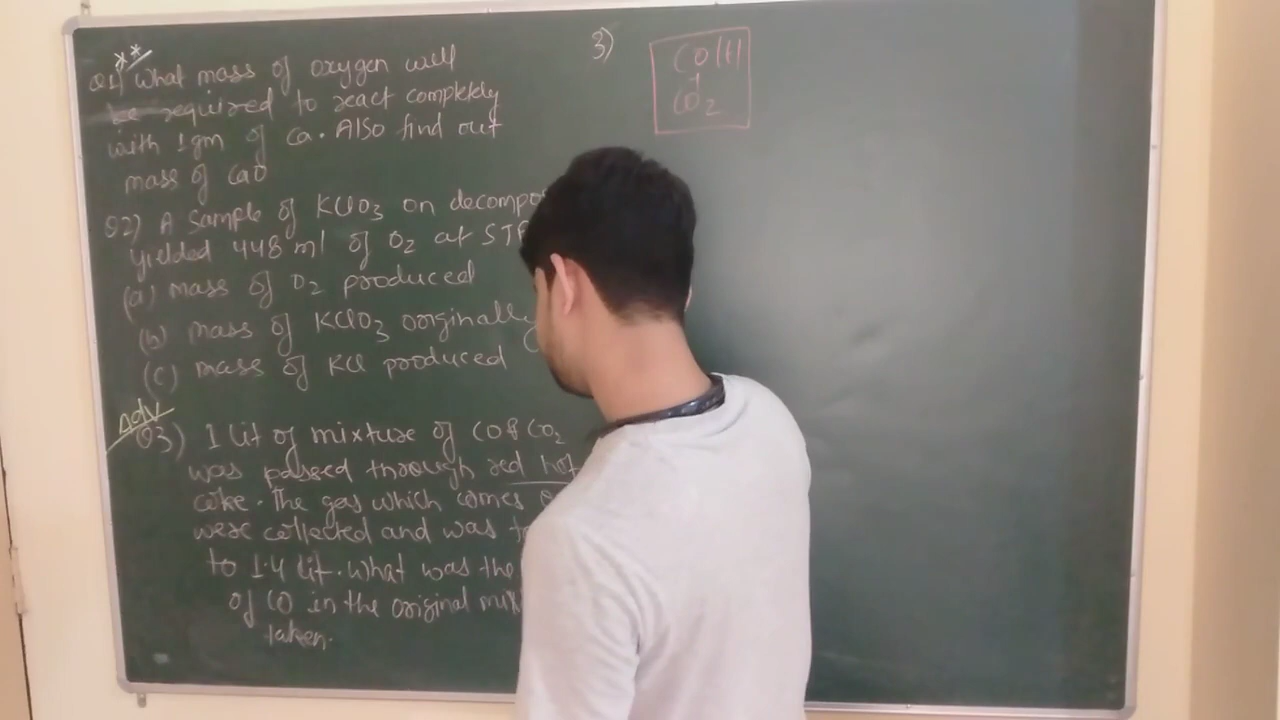 **
Q1) What mass of oxygen will
be required to react completely
with 1gm of Ca. Also find out
mass of CaO
Q2) A sample of KClO3 on decompos
yielded 448 ml of O2 at STP
(a) mass of O2 produced
(b) mass of KClO3 originally
(c) mass of KCl produced
Adv
Q3) 1 lit of mixture of CO & CO2
was passed through red hot
coke. The gas which comes
were collected and was
to 1.4 lit. what was the
of CO in the original mix
taken.
3)
CO
CO2